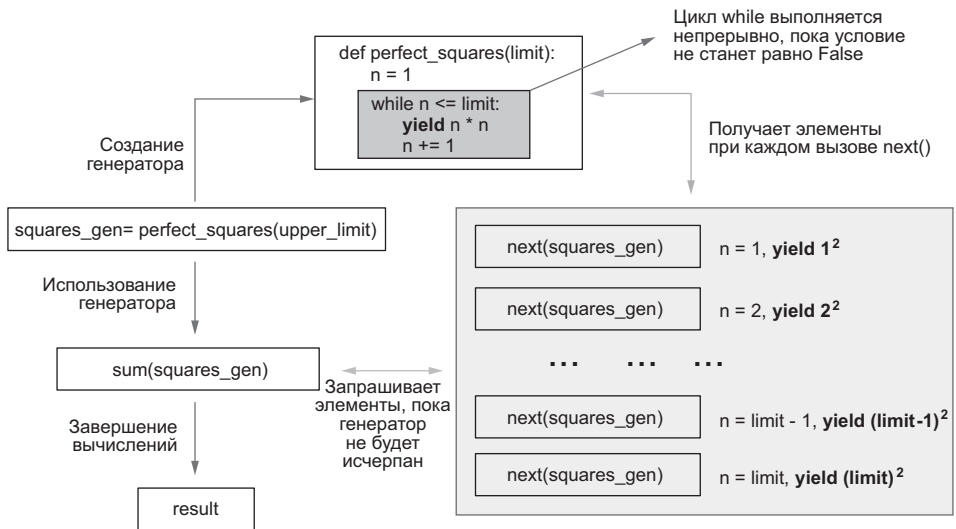 Цикл while выполняется
непрерывно, пока условие
не станет равно False
def perfect_squares(limit):
n = 1
while n <= limit:
yield n * n
n += 1
Создание
генератора
Получает элементы
при каждом вызове next()
squares_gen= perfect_squares(upper_limit)
next(squares_gen) n = 1, yield 1²
Использование
генератора
next(squares_gen) n = 2, yield 2²
... ... ...
sum(squares_gen)
Запрашивает
элементы, пока
генератор
не будет
исчерпан
next(squares_gen) n = limit - 1, yield (limit-1)²
Завершение
вычислений
next(squares_gen) n = limit, yield (limit)²
result